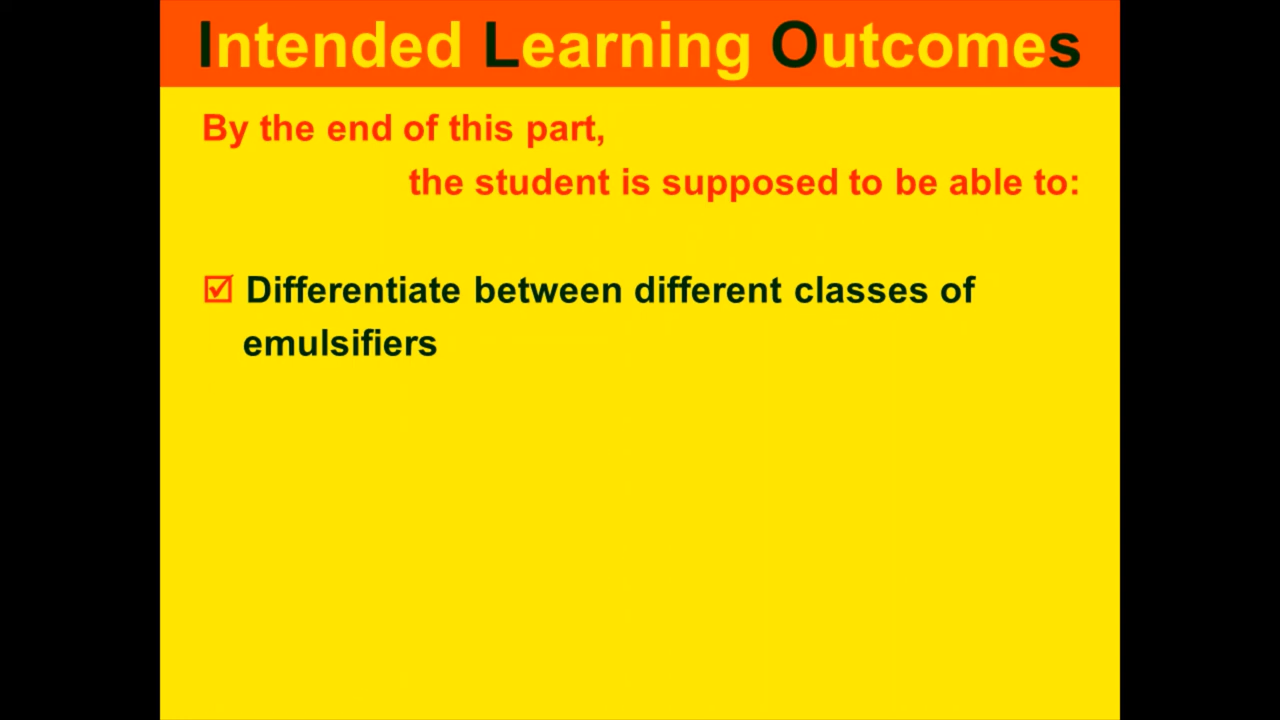 Intended Learning Outcomes
By the end of this part,
the student is supposed to be able to:
☑ Differentiate between different classes of
emulsifiers